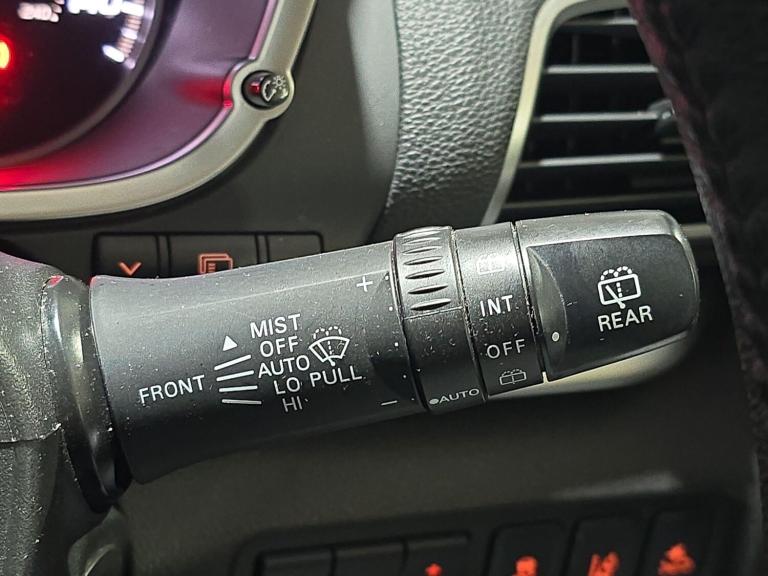 MIST
OFF
AUTO
FRONT
LO PULL
HI
+
−
●AUTO
INT
OFF
REAR